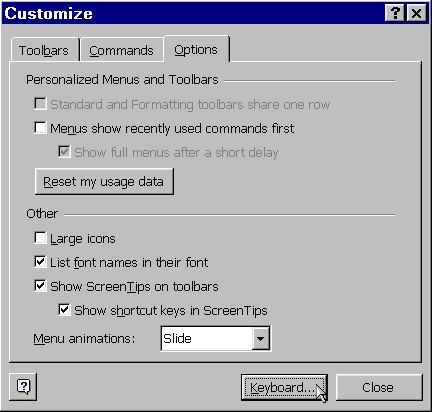 Customize
Toolbars Commands Options
Personalized Menus and Toolbars
Standard and Formatting toolbars share one row
Menus show recently used commands first
Show full menus after a short delay
Reset my usage data
Other
Large icons
List font names in their font
Show ScreenTips on toolbars
Show shortcut keys in ScreenTips
Menu animations: Slide
Keyboard... Close